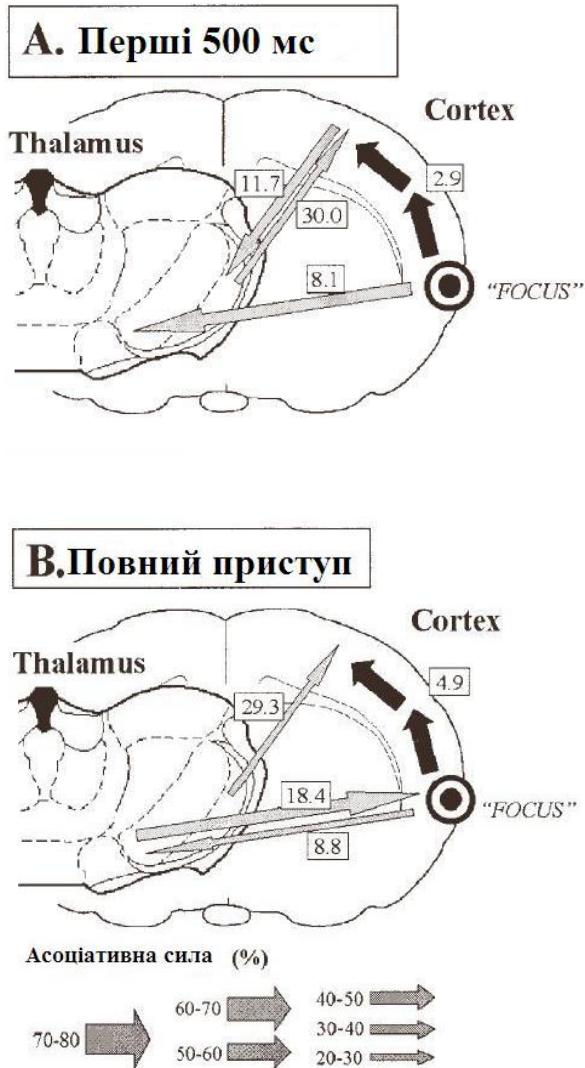 A. Перші 500 мс
Cortex
Thalamus
2.9
11.7
30.0
8.1
"FOCUS"
B.Повний приступ
Cortex
Thalamus
4.9
29.3
18.4
"FOCUS"
8.8
Асоціативна сила (%)
60-70
40-50
70-80
30-40
50-60
20-30